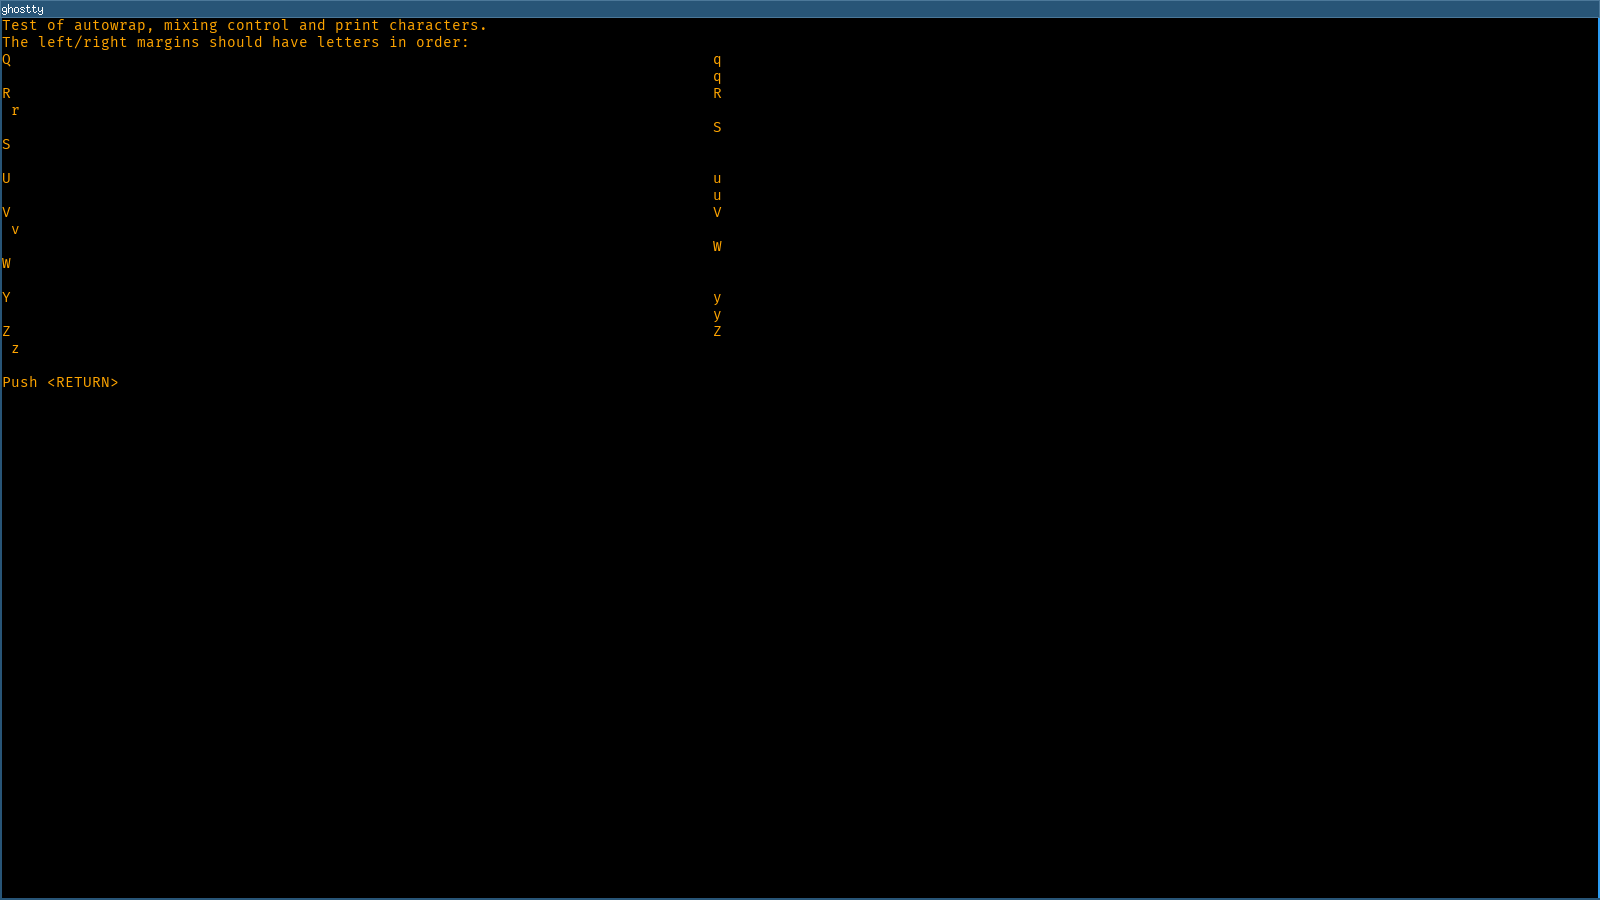 ghostty
Test of autowrap, mixing control and print characters.
The left/right margins should have letters in order:
Q q
q
R R
r
S
S
U u
u
V V
v
W
W
Y y
y
Z Z
z
Push <RETURN>